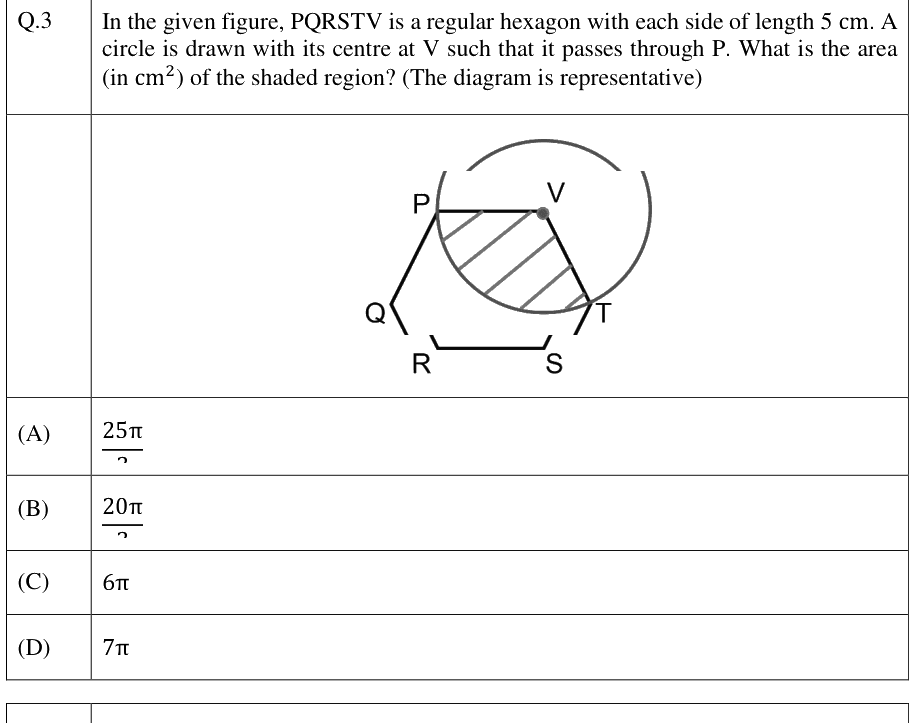 Q.3
In the given figure, PQRSTV is a regular hexagon with each side of length 5 cm. A
circle is drawn with its centre at V such that it passes through P. What is the area
(in cm²) of the shaded region? (The diagram is representative)
V
P
Q
T
R
S
(A)
25π
(B)
20π
(C)
6π
(D)
7π